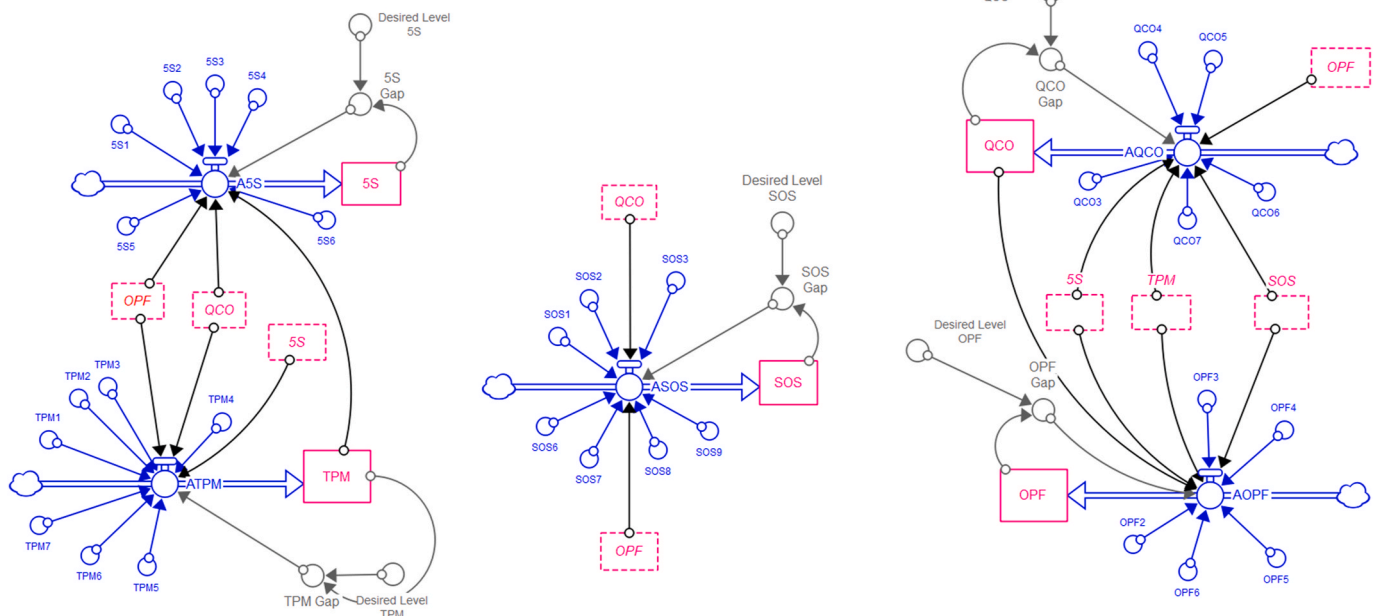 Desired Level
5S
5S2
5S3
5S4
5S
Gap
5S1
A5S
5S
5S5
5S6
OPF
QCO
5S
TPM2
TPM3
TPM1
TPM4
ATPM
TPM
TPM7
TPM6
TPM5
TPM Gap
Desired Level
TPM
QCO
Desired Level
SOS
SOS2
SOS3
SOS
Gap
SOS1
ASOS
SOS
SOS6
SOS7
SOS8
SOS9
OPF
QCO4
QCO5
OPF
QCO
Gap
QCO
AQCO
QCO3
QCO6
QCO7
5S
TPM
SOS
Desired Level
OPF
OPF
Gap
OPF3
OPF4
OPF
AOPF
OPF2
OPF6
OPF5